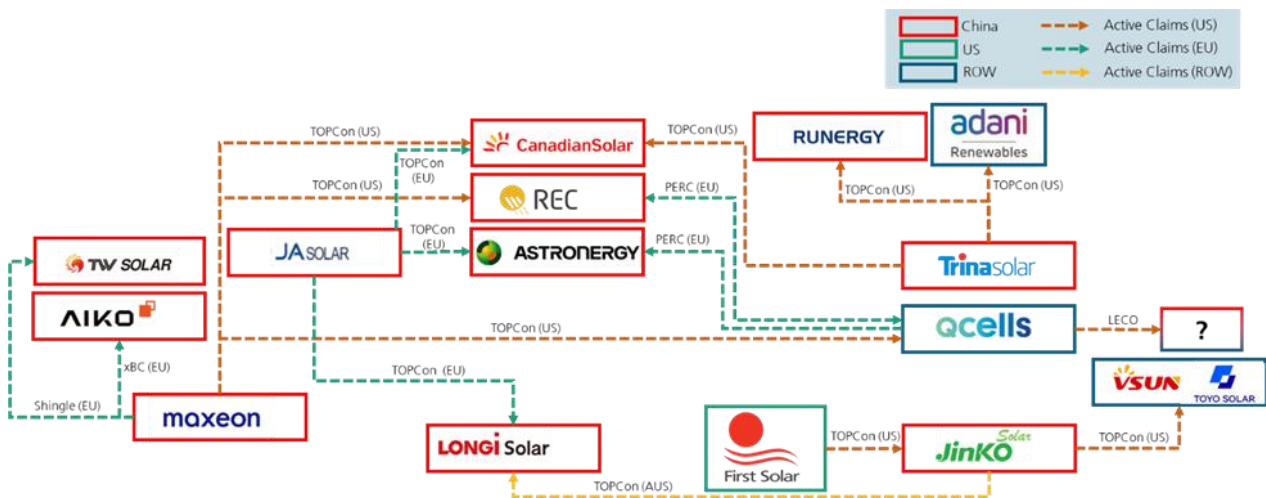 China
Active Claims (US)
US
Active Claims (EU)
ROW
Active Claims (ROW)
TOPCon (US)
CanadianSolar
TOPCon (US)
RUNERGY
adani
Renewables
TOPCon
(EU)
TOPCon (US)
TOPCon (US)
TOPCon (US)
REC
PERC (EU)
JA SOLAR
TOPCon
(EU)
ASTRONERGY
PERC (EU)
TW SOLAR
Trinasolar
AIKO
TOPCon (US)
Qcells
LECO
?
xBC (EU)
TOPCon (EU)
VSUN
TOYO SOLAR
Shingle (EU)
maxeon
LONGi Solar
First Solar
TOPCon (US)
Solar
JinKO
TOPCon (US)
TOPCon (AUS)